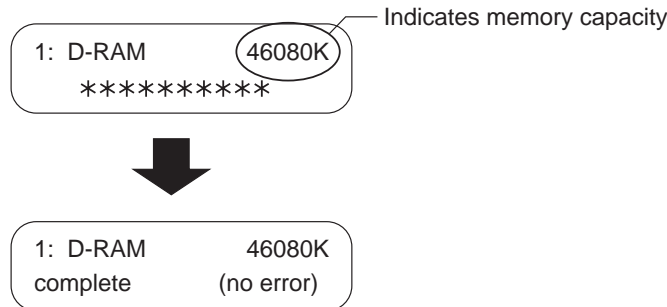 Indicates memory capacity
1: D-RAM 46080K
**********
1: D-RAM 46080K
complete (no error)